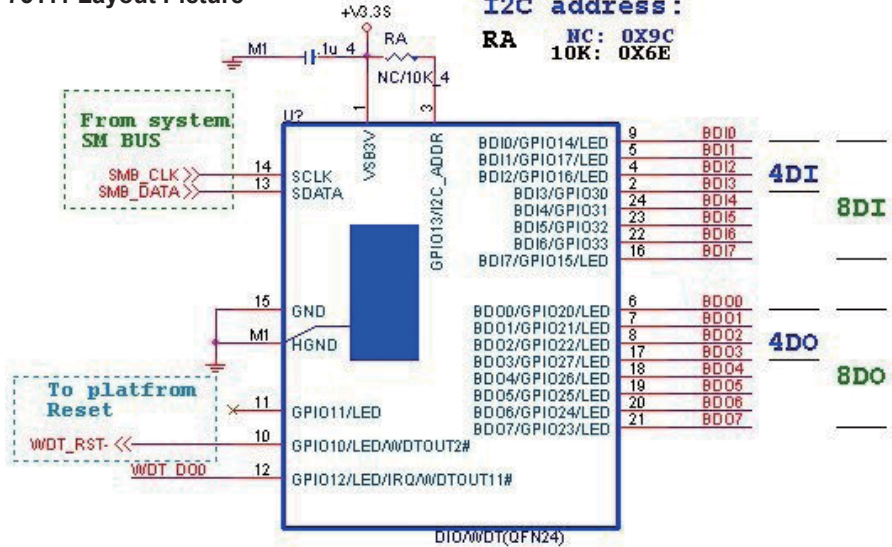 I2C address:
+V3.3S
RA
NC: 0X9C
10K: 0X6E
M1
.1u_4
RA
NC/10K_4
1
3
U?
From system
SM BUS
SMB_CLK
14
SCLK
SMB_DATA
13
SDATA
VSB3V
GPIO13/I2C_ADDR
BDI0/GPIO14/LED 9 BDI0
BDI1/GPIO17/LED 5 BDI1
BDI2/GPIO16/LED 4 BDI2
BDI3/GPIO30 2 BDI3
BDI4/GPIO31 24 BDI4
BDI5/GPIO32 23 BDI5
BDI6/GPIO33 22 BDI6
BDI7/GPIO15/LED 16 BDI7
4DI
8DI
15
GND
M1
HGND
BDO0/GPIO20/LED 6 BDO0
BDO1/GPIO21/LED 7 BDO1
BDO2/GPIO22/LED 8 BDO2
BDO3/GPIO27/LED 17 BDO3
BDO4/GPIO26/LED 18 BDO4
BDO5/GPIO25/LED 19 BDO5
BDO6/GPIO24/LED 20 BDO6
BDO7/GPIO23/LED 21 BDO7
4DO
8DO
To platfrom
Reset
11
GPIO11/LED
WDT_RST-
10
GPIO10/LED/WDTOUT2#
WDT_DO0
12
GPIO12/LED/IRQ/WDTOUT11#
DIO/WDT(QFN24)